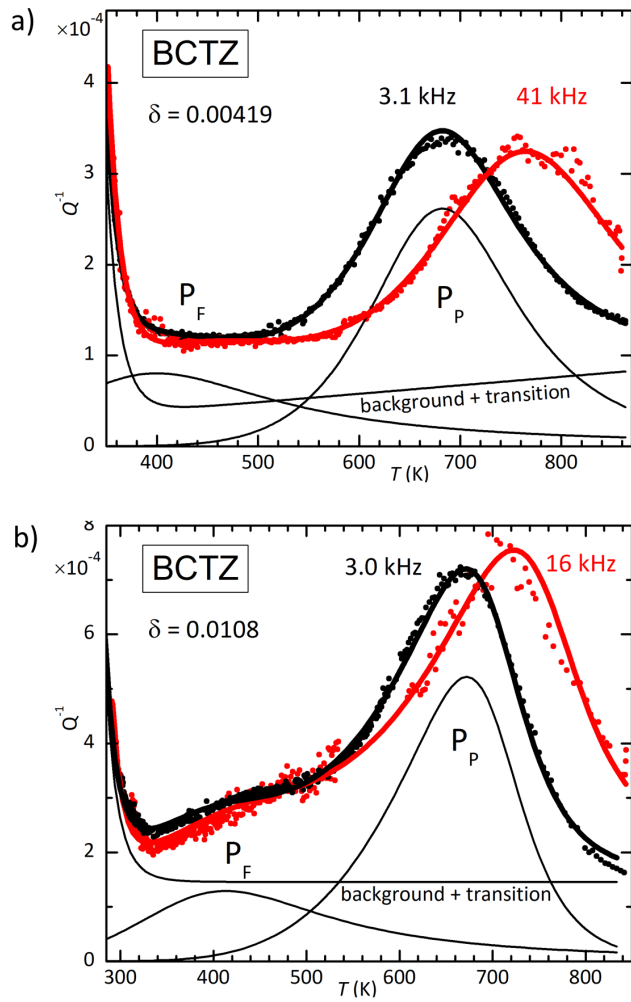 a)
×10⁻⁴
BCTZ
δ = 0.00419
3.1 kHz
41 kHz
4
3
2
1
0
Q⁻¹
P_F
P_P
background + transition
400
500
600
700
800
T (K)
b)
8
×10⁻⁴
BCTZ
δ = 0.0108
3.0 kHz
16 kHz
6
4
2
0
Q⁻¹
P_P
P_F
background + transition
300
400
500
600
700
800
T (K)